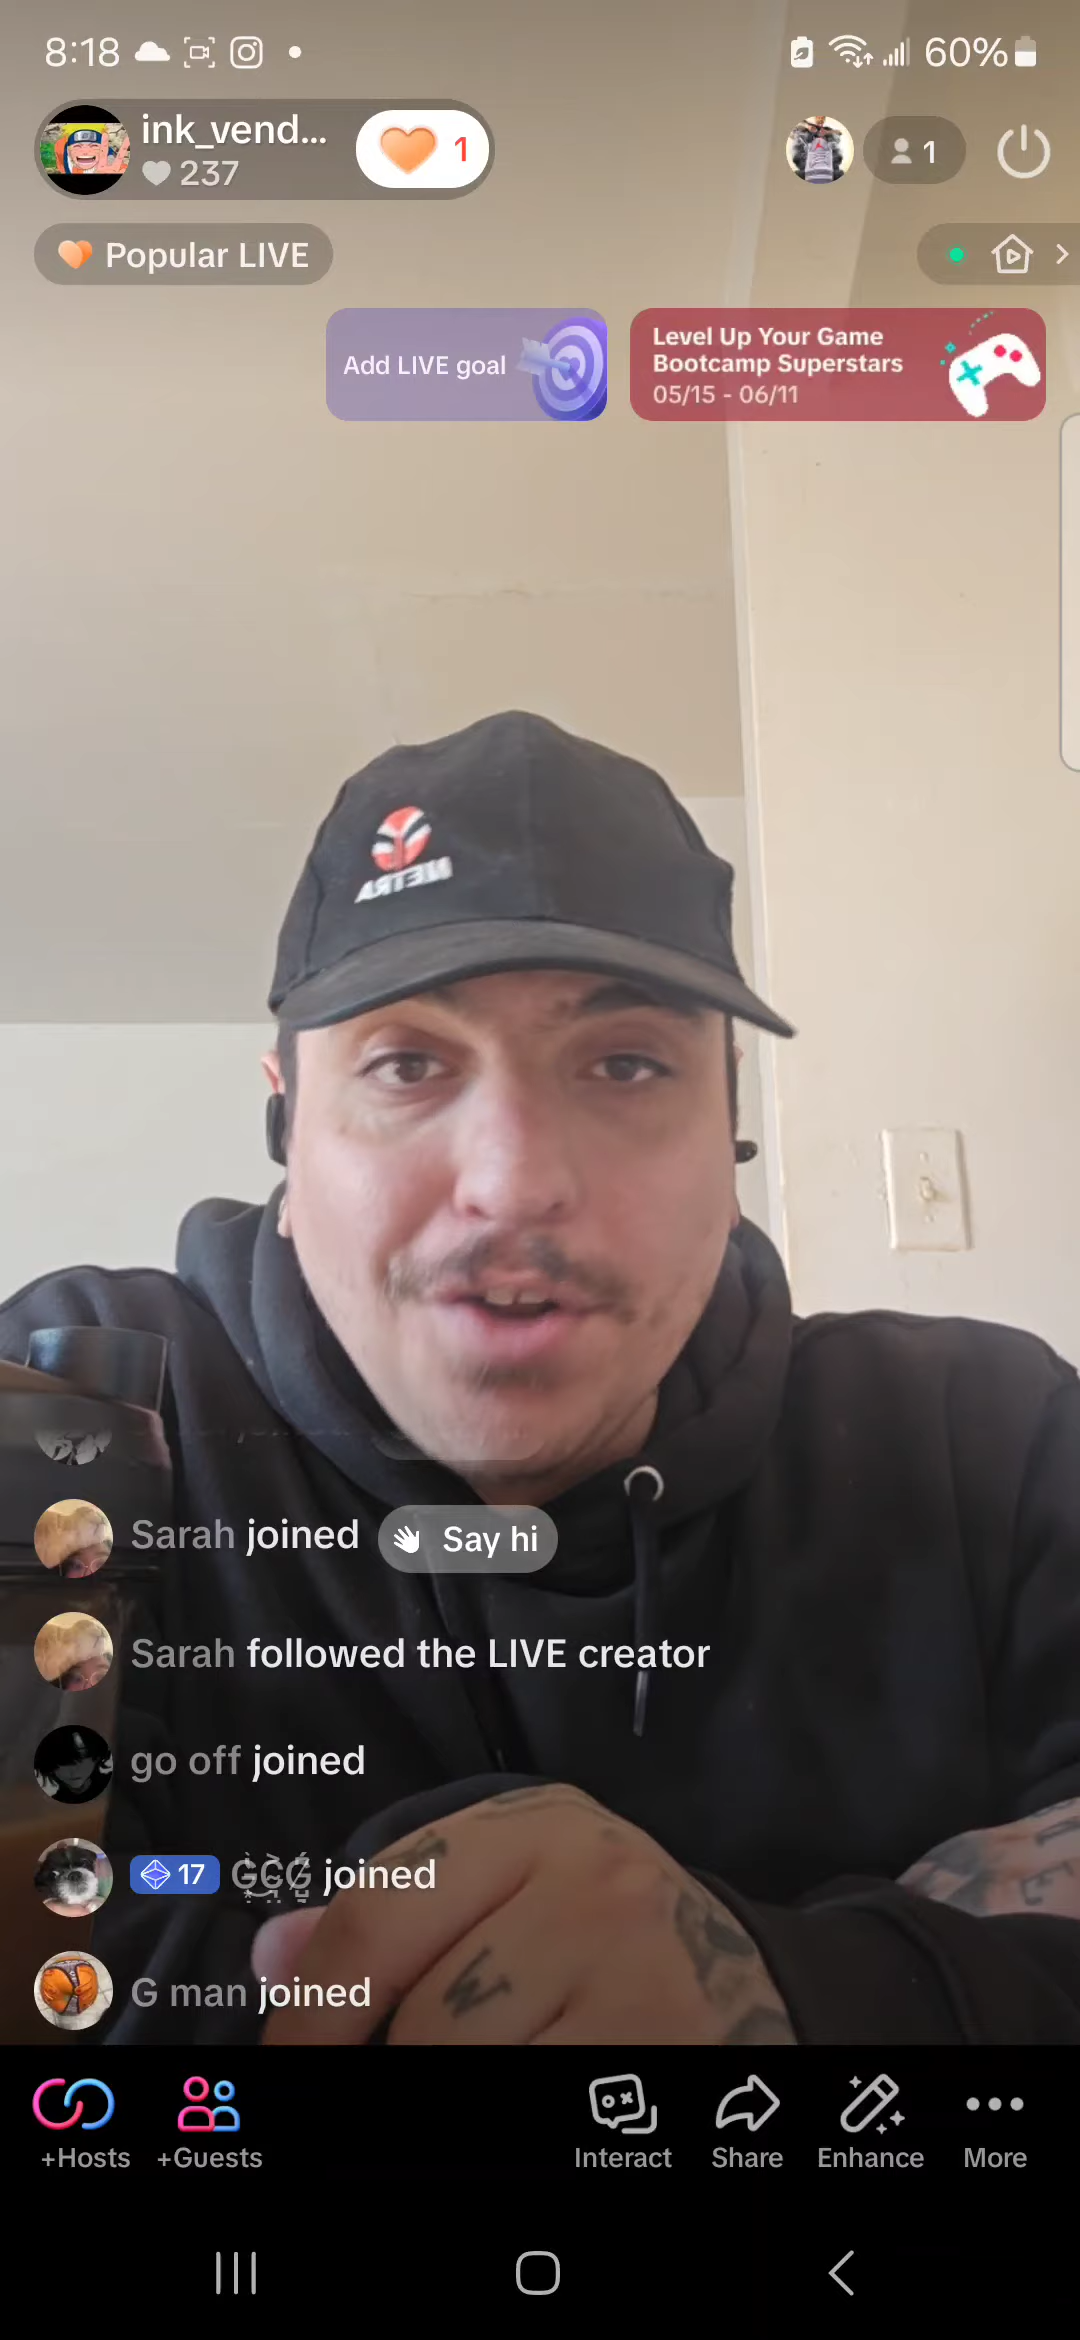 8:18
60%
ink_vend...
237
1
1
Popular LIVE
Add LIVE goal
Level Up Your Game
Bootcamp Superstars
05/15 - 06/11
METRA
Sarah joined
Say hi
Sarah followed the LIVE creator
go off joined
17 joined
G man joined
+Hosts
+Guests
Interact
Share
Enhance
More